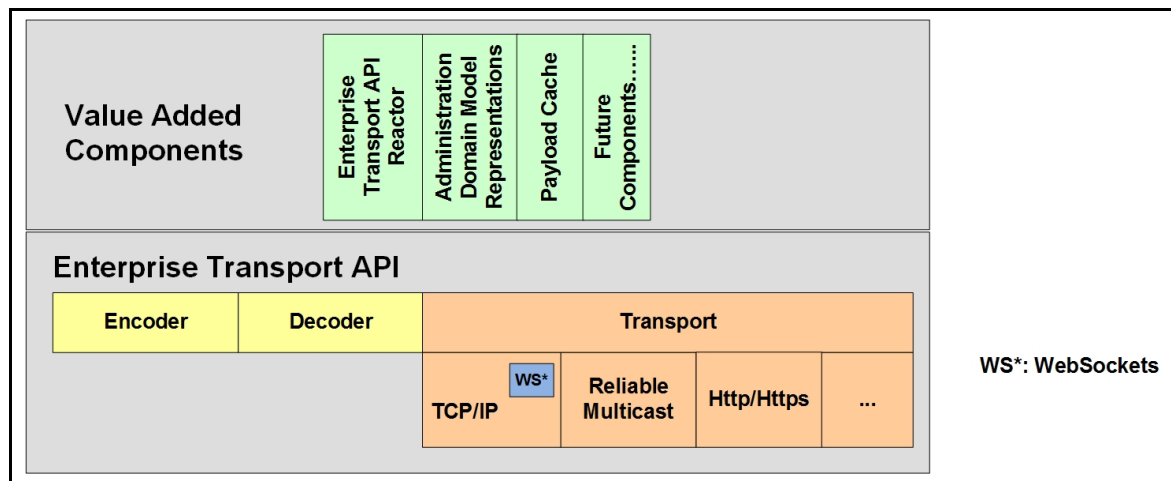 Value Added
Components
Enterprise
Transport API
Reactor
Administration
Domain Model
Representations
Payload Cache
Future
Components......
Enterprise Transport API
Encoder
Decoder
Transport
WS*
TCP/IP
Reliable
Multicast
Http/Https
...
WS*: WebSockets